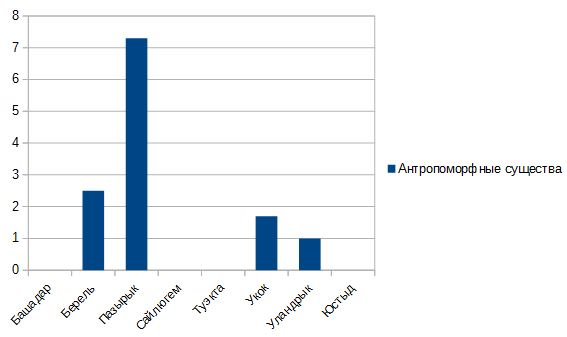 8
7
6
5
4
3
2
1
0
Башадар
Берель
Пазырык
Сайлюгем
Туэкта
Укок
Уландрык
Юстыд
Антропоморфные существа